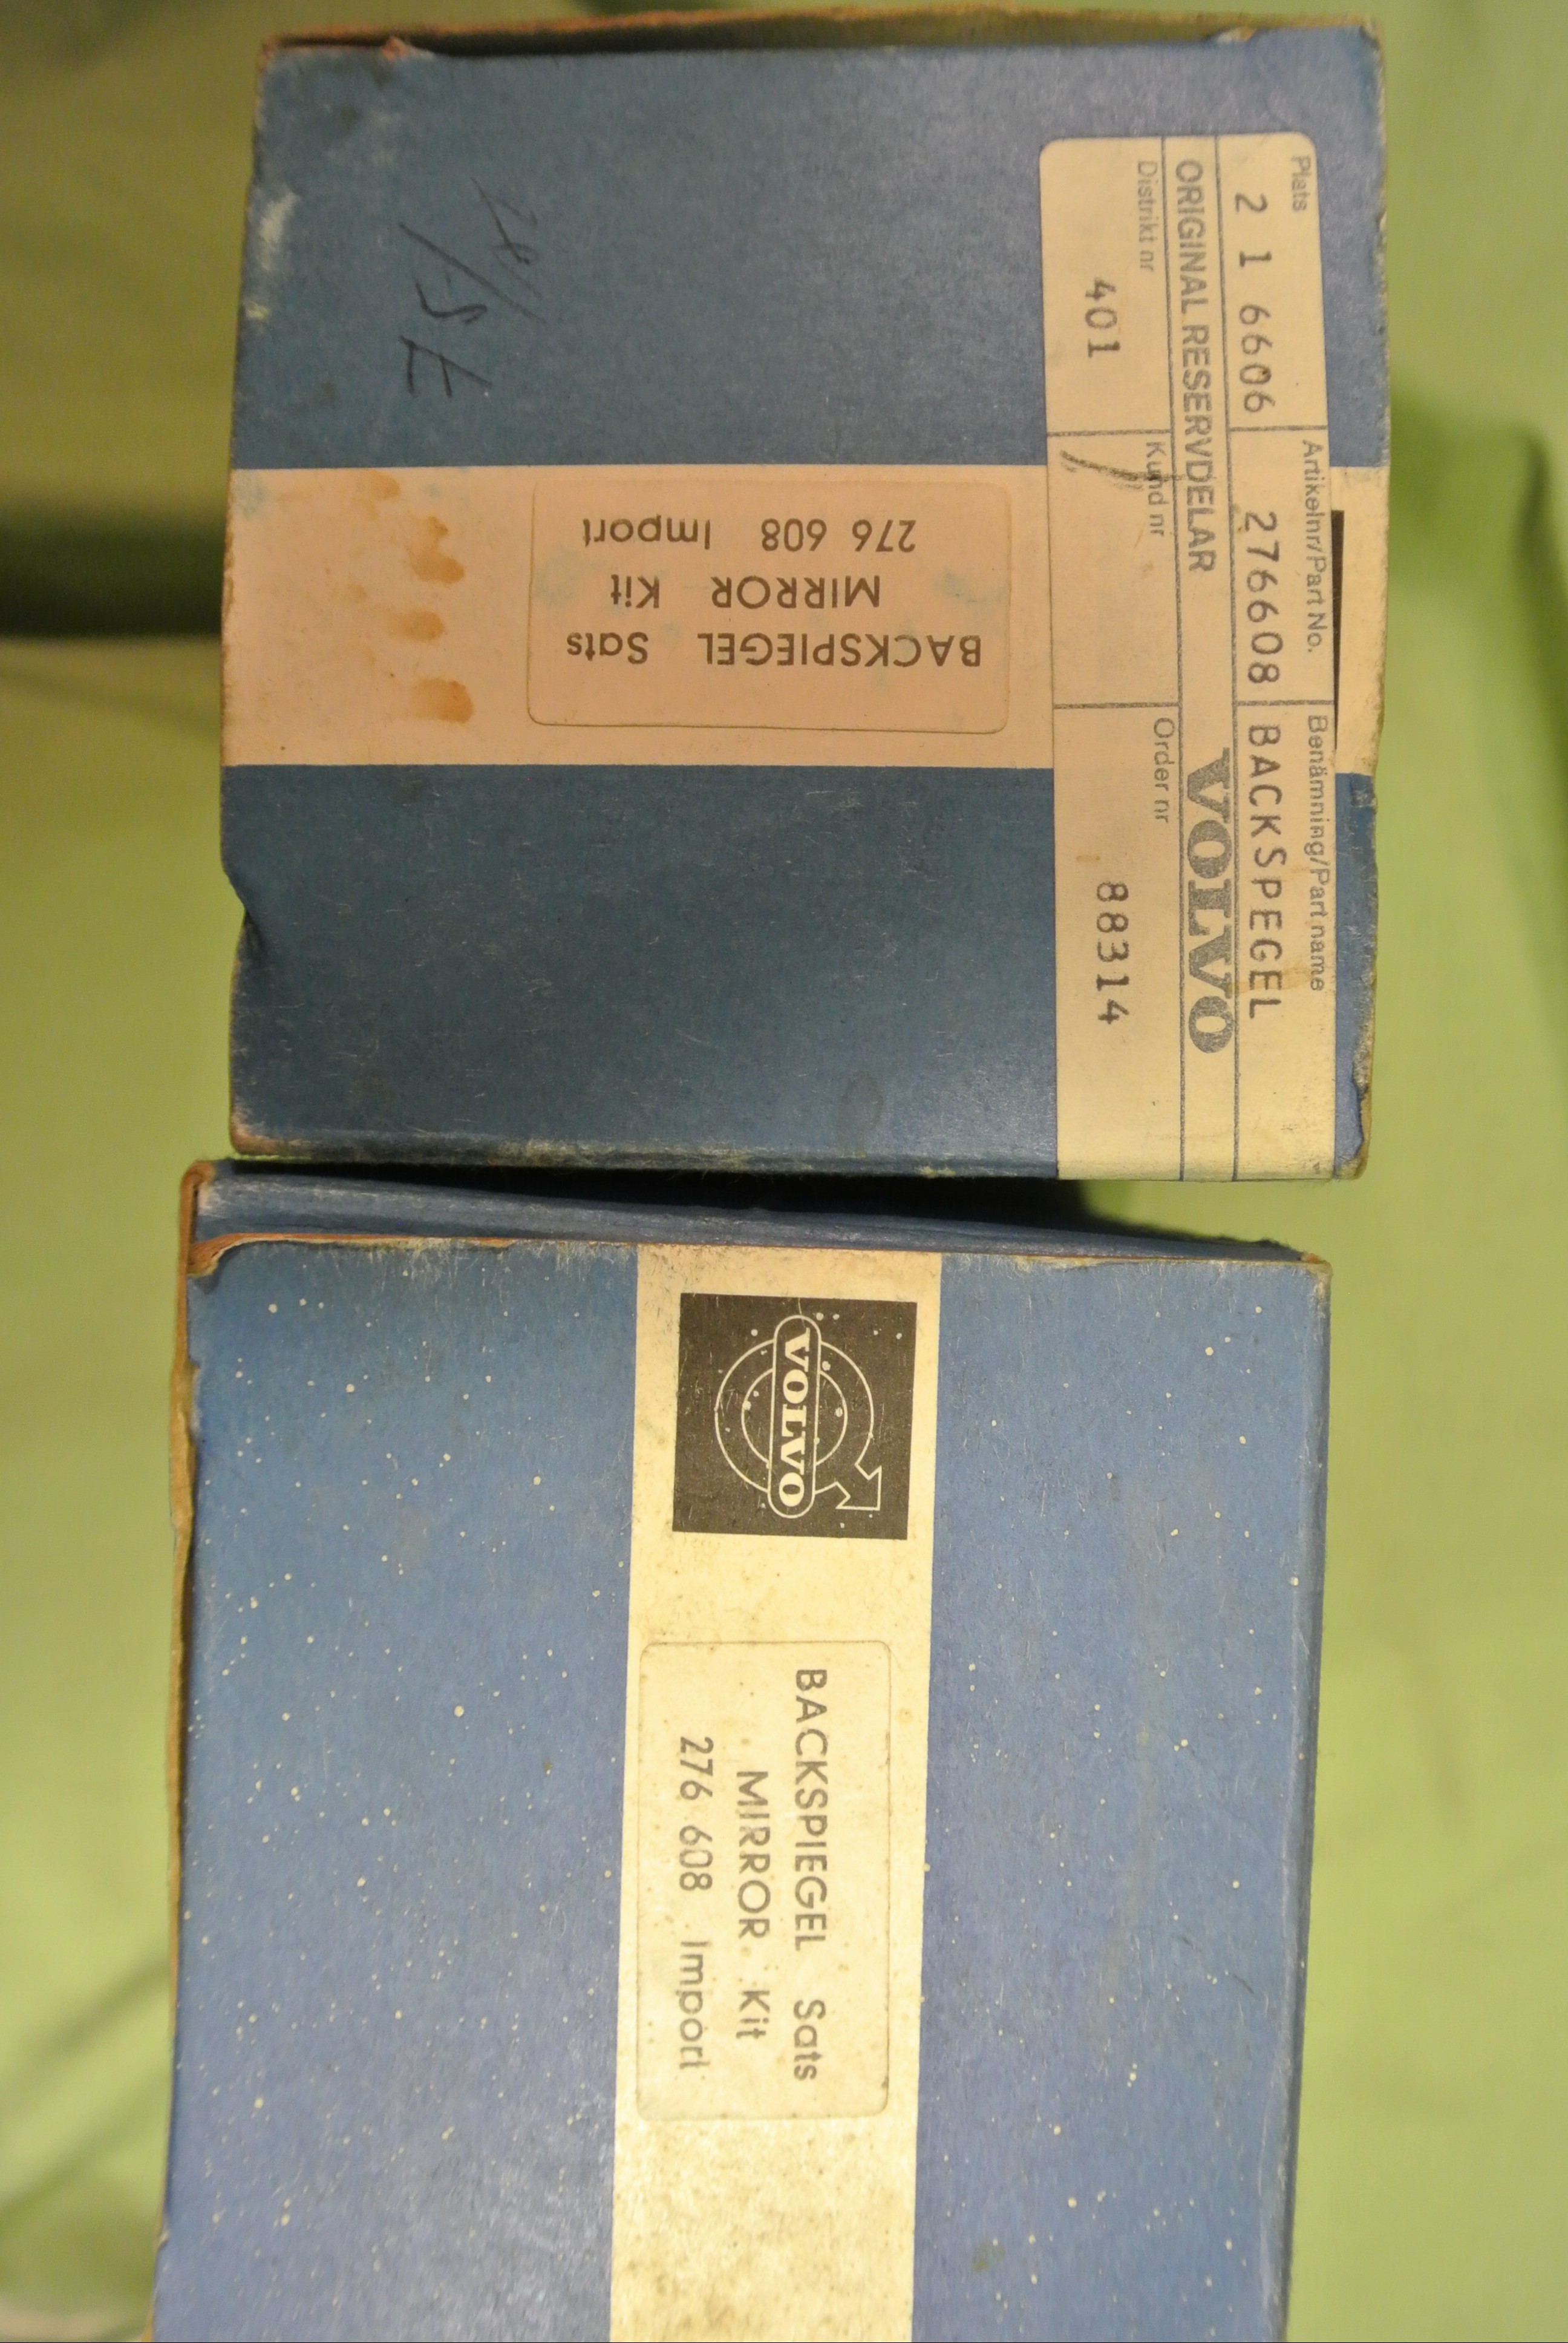 Plats
Artikelnr/Part No.
Benämning/Part name
2 1 6606
276608
BACKSPEGEL
ORIGINAL RESERVDELAR
VOLVO
Distrikt nr
Kund nr
Order nr
401
88314
BACKSPIEGEL Sats
MIRROR Kit
276 608 Import
VOLVO
BACKSPIEGEL Sats
MIRROR Kit
276 608 Import